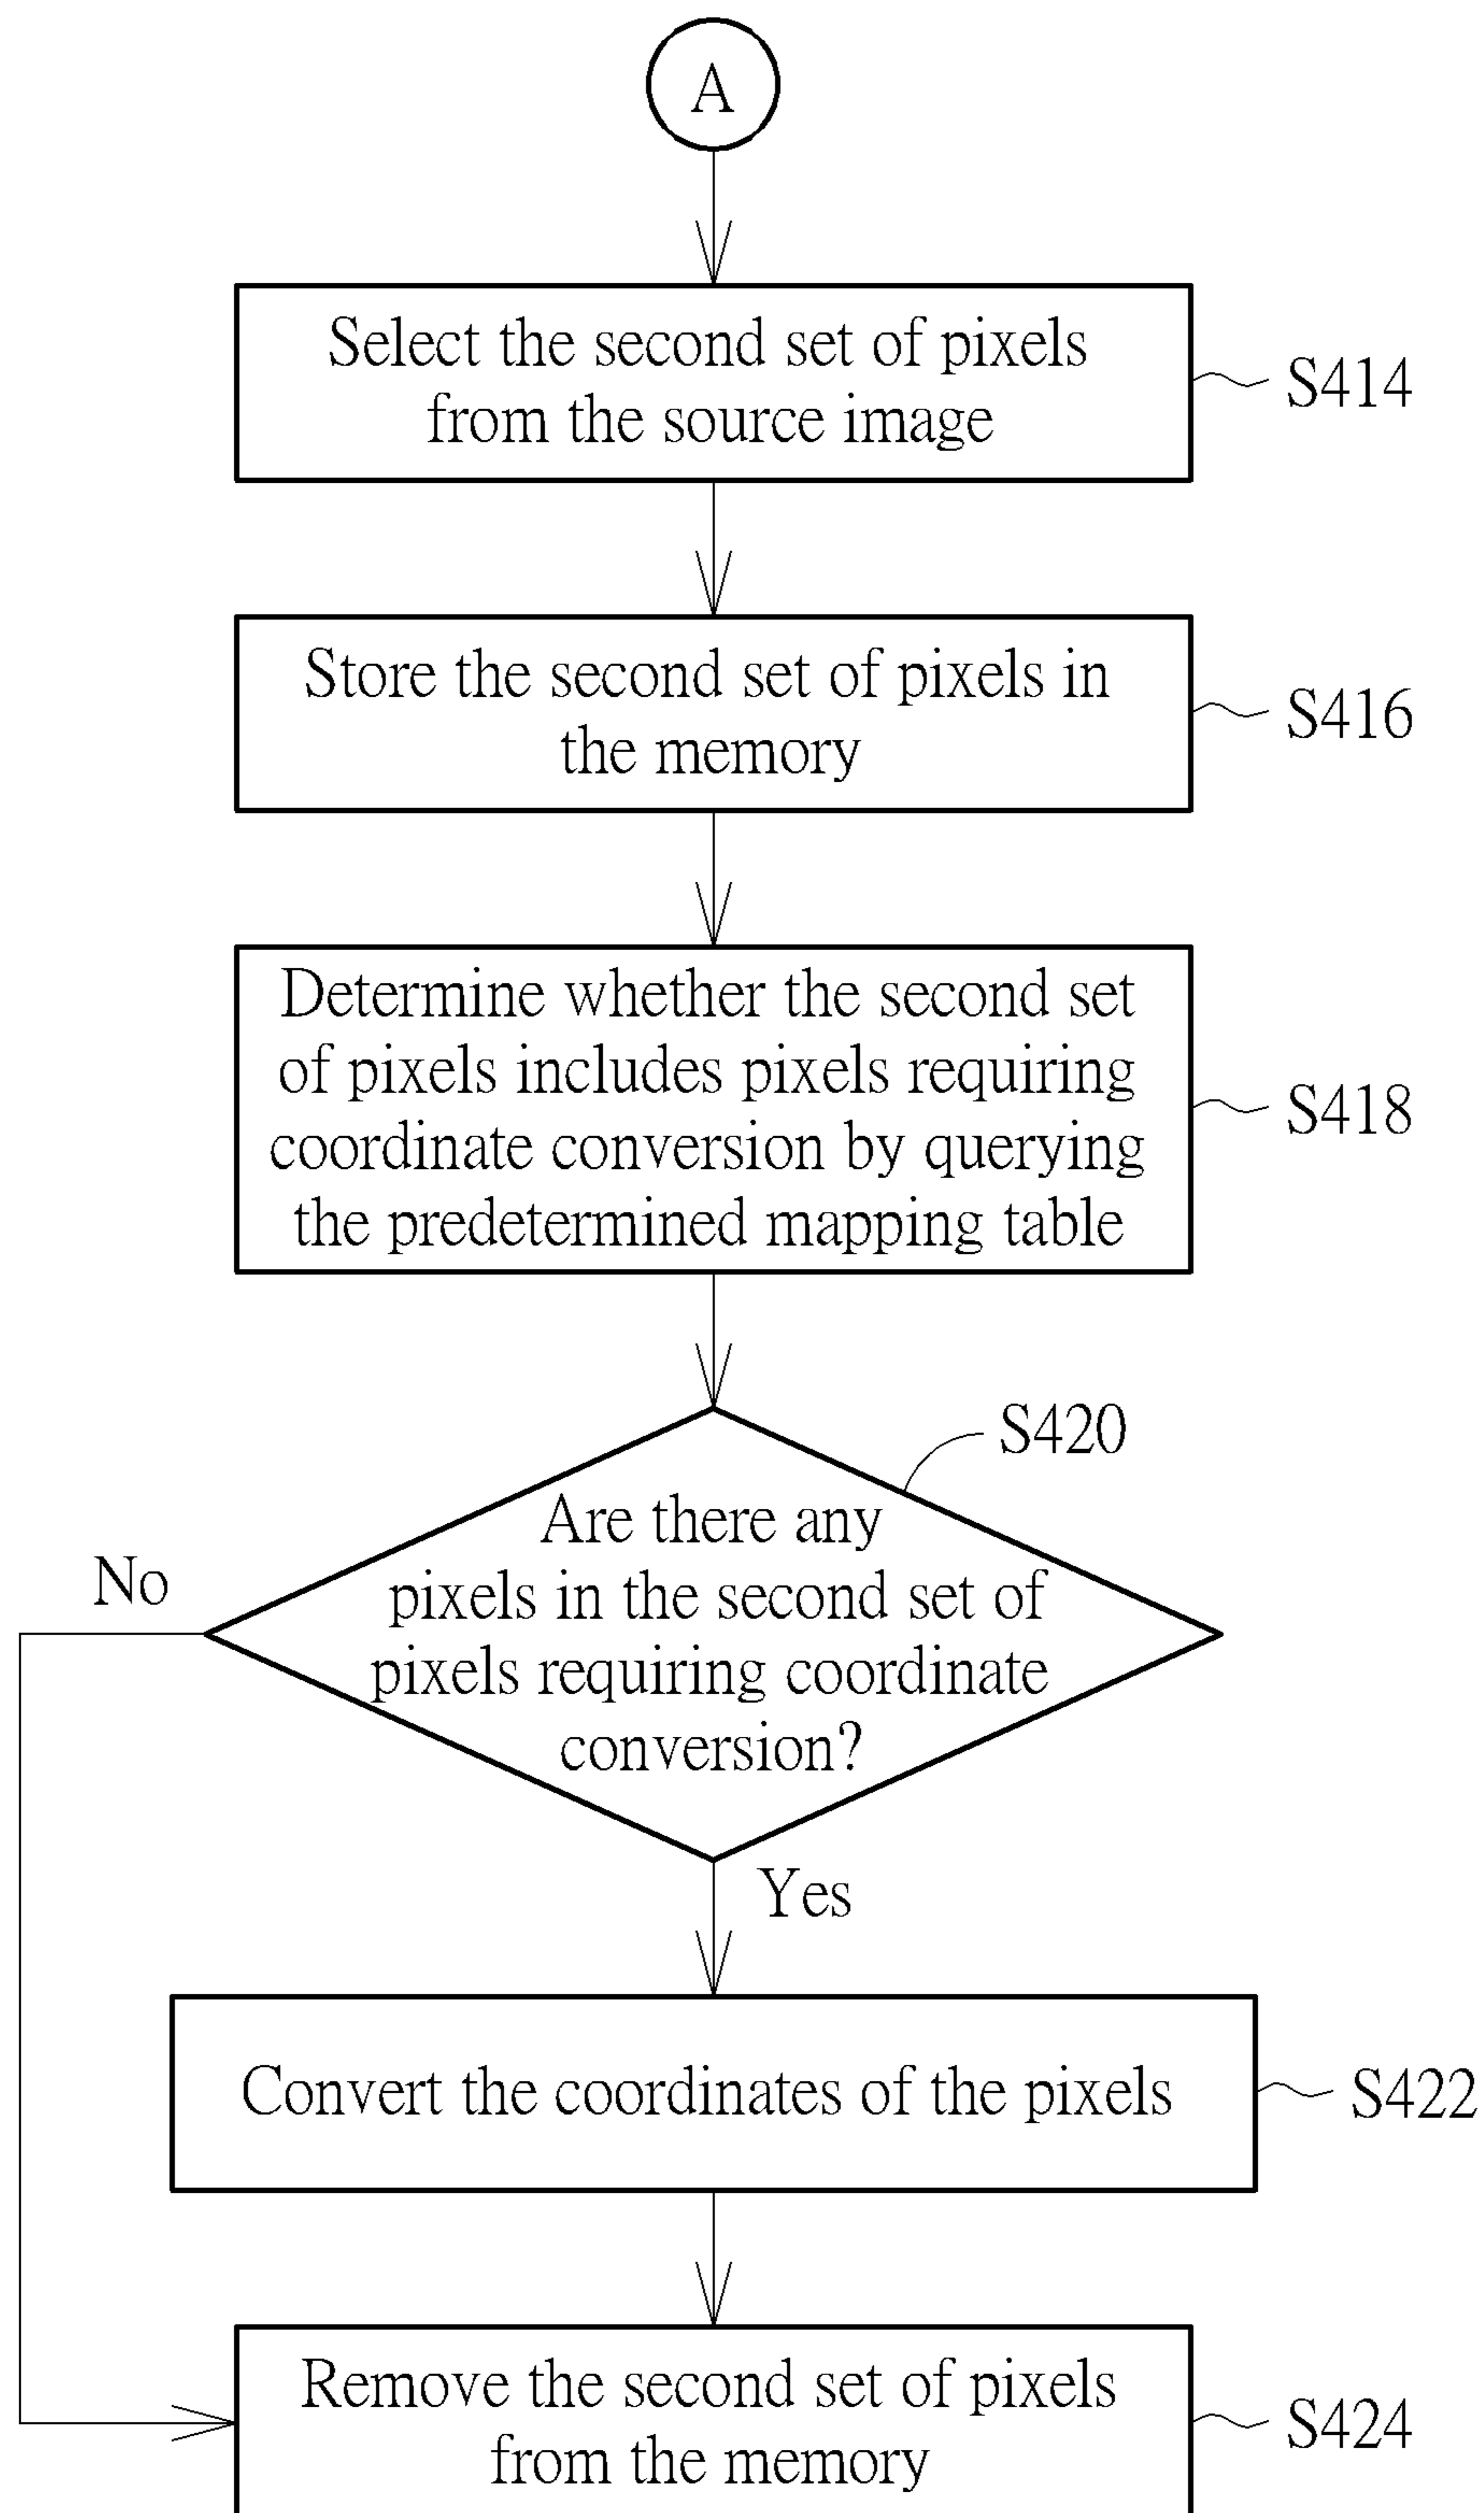 A
Select the second set of pixels
from the source image
S414
Store the second set of pixels in
the memory
S416
Determine whether the second set
of pixels includes pixels requiring
coordinate conversion by querying
the predetermined mapping table
S418
S420
Are there any
pixels in the second set of
pixels requiring coordinate
conversion?
No
Yes
Convert the coordinates of the pixels
S422
Remove the second set of pixels
from the memory
S424